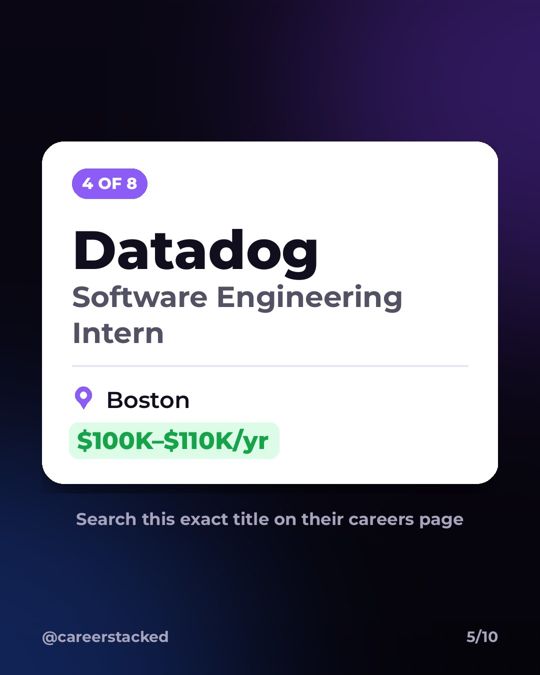 4 OF 8
Datadog
Software Engineering
Intern
Boston
$100K–$110K/yr
Search this exact title on their careers page
@careerstacked
5/10